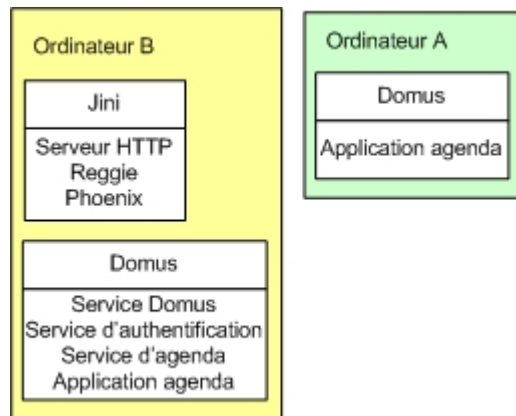 Ordinateur B
Jini
Serveur HTTP
Reggie
Phoenix
Domus
Service Domus
Service d'authentification
Service d'agenda
Application agenda
Ordinateur A
Domus
Application agenda